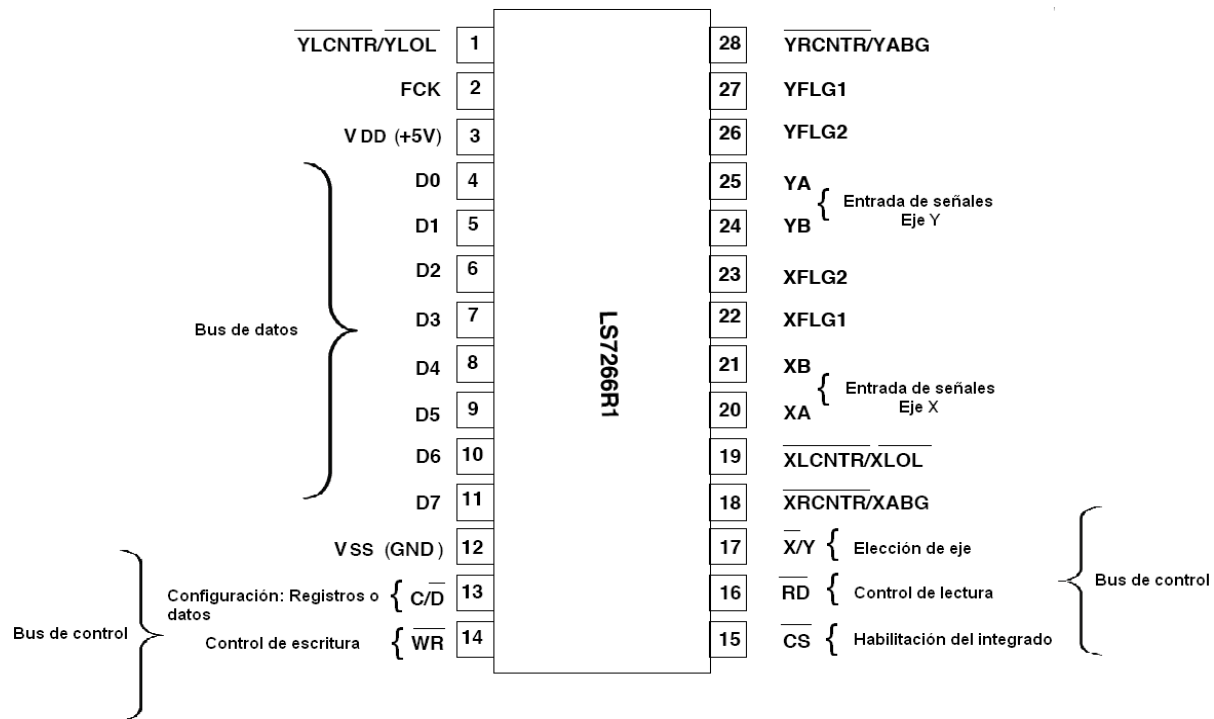 YLCNTR/YLOL 1
FCK 2
VDD (+5V) 3
D0 4
D1 5
D2 6
D3 7
D4 8
D5 9
D6 10
D7 11
Bus de datos
VSS (GND) 12
Configuración: Registros o
datos
C/D 13
Control de escritura
WR 14
Bus de control
LS7266R1
28 YRCNTR/YABG
27 YFLG1
26 YFLG2
25 YA
24 YB
Entrada de señales
Eje Y
23 XFLG2
22 XFLG1
21 XB
20 XA
Entrada de señales
Eje X
19 XLCNTR/XLOL
18 XRCNTR/XABG
17 X/Y Elección de eje
16 RD Control de lectura
15 CS Habilitación del integrado
Bus de control